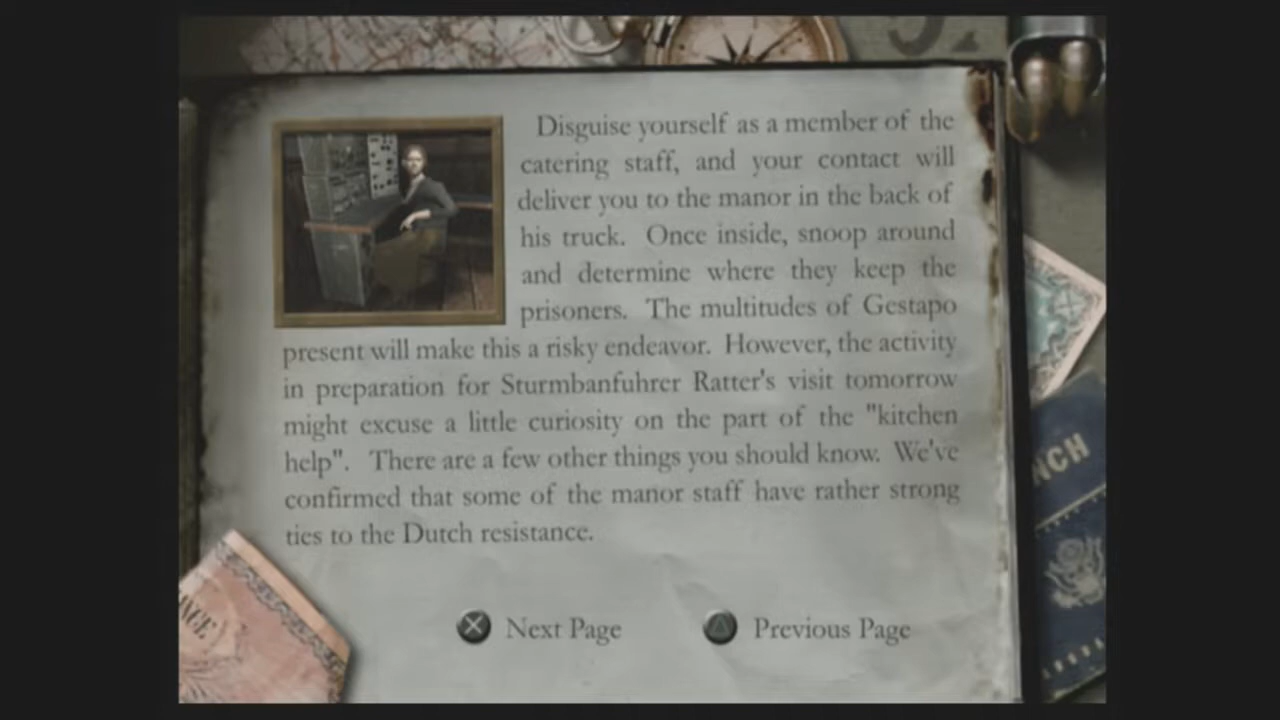 Disguise yourself as a member of the
catering staff, and your contact will
deliver you to the manor in the back of
his truck. Once inside, snoop around
and determine where they keep the
prisoners. The multitudes of Gestapo
present will make this a risky endeavor. However, the activity
in preparation for Sturmbanfuhrer Ratter's visit tomorrow
might excuse a little curiosity on the part of the "kitchen
help". There are a few other things you should know. We've
confirmed that some of the manor staff have rather strong
ties to the Dutch resistance.
NCH
Next Page
Previous Page